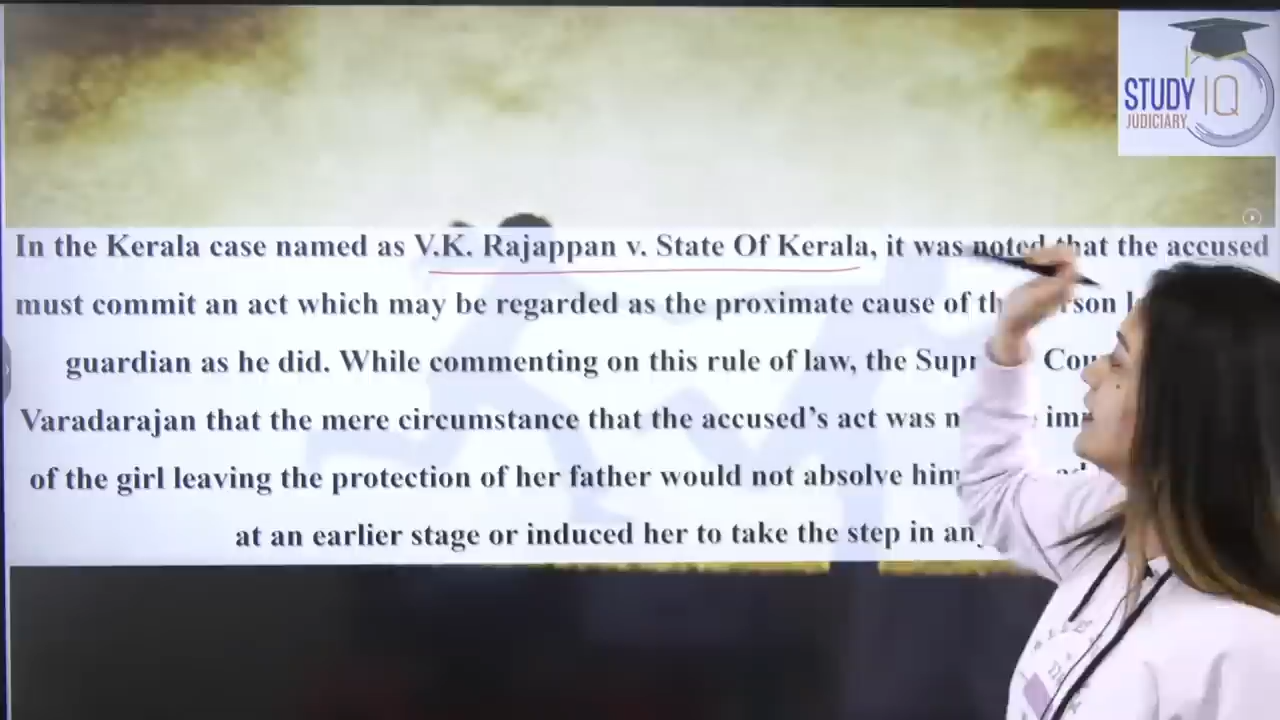 STUDY IQ
JUDICIARY
In the Kerala case named as V.K. Rajappan v. State Of Kerala, it was noted that the accused
must commit an act which may be regarded as the proximate cause of
guardian as he did. While commenting on this rule of law, the
Varadarajan that the mere circumstance that the accused's act was
of the girl leaving the protection of her father would not absolve him
at an earlier stage or induced her to take the step in